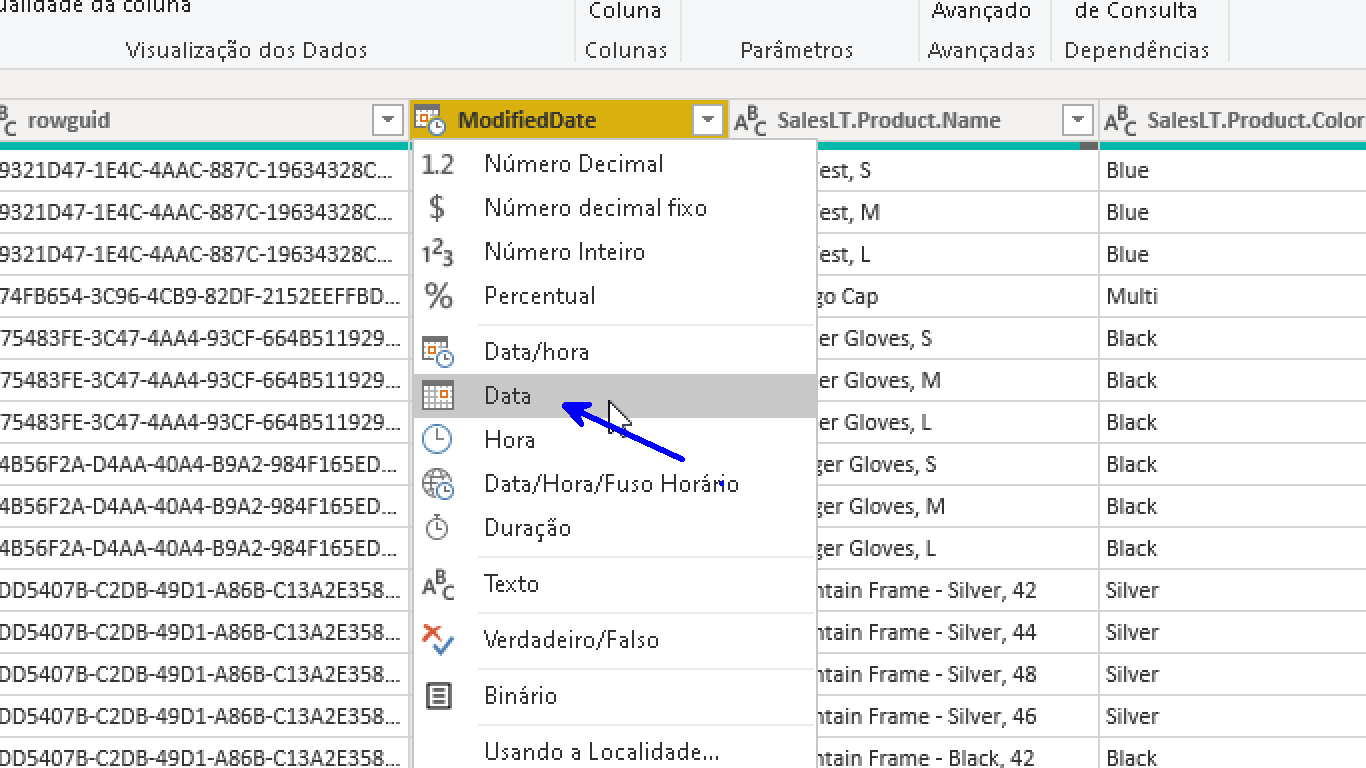 ualidade da coluna
Coluna
Avançado
de Consulta
Visualização dos Dados
Colunas
Parâmetros
Avançadas
Dependências
rowguid
ModifiedDate
ABC SalesLT.Product.Name
ABC SalesLT.Product.Color
9321D47-1E4C-4AAC-887C-19634328C...
est, S
Blue
9321D47-1E4C-4AAC-887C-19634328C...
est, M
Blue
9321D47-1E4C-4AAC-887C-19634328C...
est, L
Blue
74FB654-3C96-4CB9-82DF-2152EEFFBD...
go Cap
Multi
75483FE-3C47-4AA4-93CF-664B511929...
er Gloves, S
Black
75483FE-3C47-4AA4-93CF-664B511929...
er Gloves, M
Black
75483FE-3C47-4AA4-93CF-664B511929...
er Gloves, L
Black
4B56F2A-D4AA-40A4-B9A2-984F165ED...
ger Gloves, S
Black
4B56F2A-D4AA-40A4-B9A2-984F165ED...
ger Gloves, M
Black
4B56F2A-D4AA-40A4-B9A2-984F165ED...
ger Gloves, L
Black
DD5407B-C2DB-49D1-A86B-C13A2E358...
ntain Frame - Silver, 42
Silver
DD5407B-C2DB-49D1-A86B-C13A2E358...
ntain Frame - Silver, 44
Silver
DD5407B-C2DB-49D1-A86B-C13A2E358...
ntain Frame - Silver, 48
Silver
DD5407B-C2DB-49D1-A86B-C13A2E358...
ntain Frame - Silver, 46
Silver
DD5407B-C2DB-49D1-A86B-C13A2E358...
ntain Frame - Black, 42
Black
1.2 Número Decimal
$ Número decimal fixo
123 Número Inteiro
% Percentual
Data/hora
Data
Hora
Data/Hora/Fuso Horário
Duração
ABC Texto
Verdadeiro/Falso
Binário
Usando a Localidade...